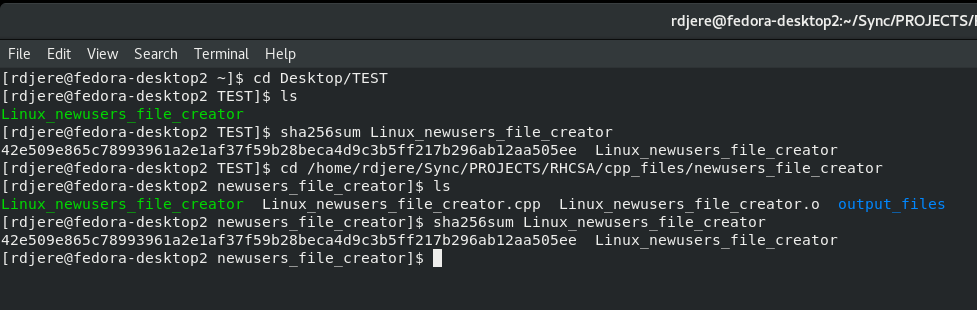 rdjere@fedora-desktop2:~/Sync/PROJECTS/
File Edit View Search Terminal Help
[rdjere@fedora-desktop2 ~]$ cd Desktop/TEST
[rdjere@fedora-desktop2 TEST]$ ls
Linux_newusers_file_creator
[rdjere@fedora-desktop2 TEST]$ sha256sum Linux_newusers_file_creator
42e509e865c78993961a2e1af37f59b28beca4d9c3b5ff217b296ab12aa505ee  Linux_newusers_file_creator
[rdjere@fedora-desktop2 TEST]$ cd /home/rdjere/Sync/PROJECTS/RHCSA/cpp_files/newusers_file_creator
[rdjere@fedora-desktop2 newusers_file_creator]$ ls
Linux_newusers_file_creator  Linux_newusers_file_creator.cpp  Linux_newusers_file_creator.o  output_files
[rdjere@fedora-desktop2 newusers_file_creator]$ sha256sum Linux_newusers_file_creator
42e509e865c78993961a2e1af37f59b28beca4d9c3b5ff217b296ab12aa505ee  Linux_newusers_file_creator
[rdjere@fedora-desktop2 newusers_file_creator]$